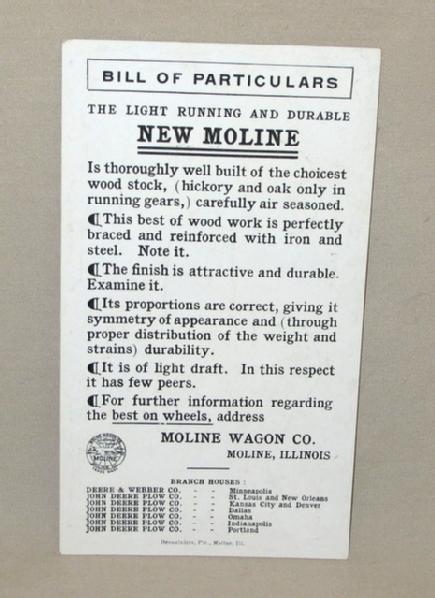 BILL OF PARTICULARS
THE LIGHT RUNNING AND DURABLE
NEW MOLINE
Is thoroughly well built of the choicest
wood stock, (hickory and oak only in
running gears,) carefully air seasoned.
¶This best of wood work is perfectly
braced and reinforced with iron and
steel. Note it.
¶The finish is attractive and durable.
Examine it.
¶Its proportions are correct, giving it
symmetry of appearance and (through
proper distribution of the weight and
strains) durability.
¶It is of light draft. In this respect
it has few peers.
¶For further information regarding
the best on wheels, address
MOLINE WAGON CO.
MOLINE, ILLINOIS
MOLINE
BRANCH HOUSES:
DEERE & WEBBER CO. - - Minneapolis
JOHN DEERE PLOW CO. - - St. Louis and New Orleans
JOHN DEERE PLOW CO. - - Kansas City and Denver
JOHN DEERE PLOW CO. - - Dallas
JOHN DEERE PLOW CO. - - Omaha
JOHN DEERE PLOW CO. - - Indianapolis
JOHN DEERE PLOW CO. - - Portland
Moline, Ill.